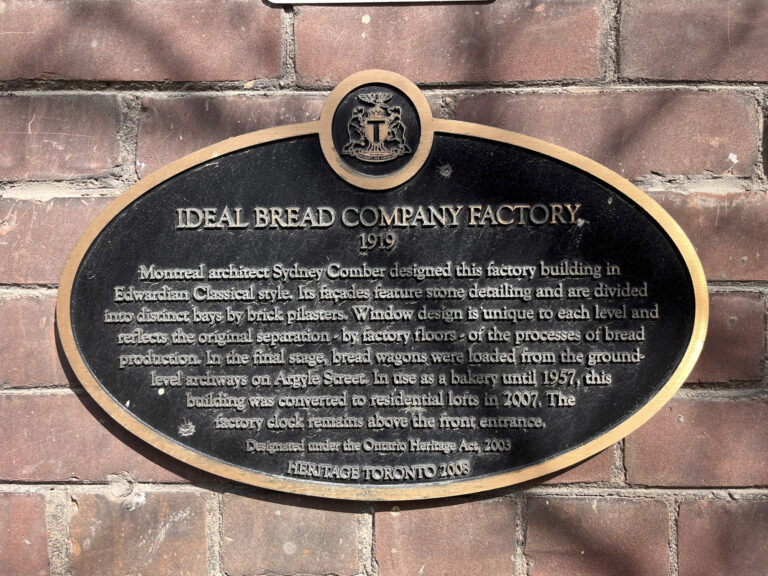 T
IDEAL BREAD COMPANY FACTORY
1919
Montreal architect Sydney Comber designed this factory building in
Edwardian Classical style. Its façades feature stone detailing and are divided
into distinct bays by brick pilasters. Window design is unique to each level and
reflects the original separation - by factory floors - of the processes of bread
production. In the final stage, bread wagons were loaded from the ground-
level archways on Argyle Street. In use as a bakery until 1957, this
building was converted to residential lofts in 2007. The
factory clock remains above the front entrance.
Designated under the Ontario Heritage Act, 2003
HERITAGE TORONTO 2008